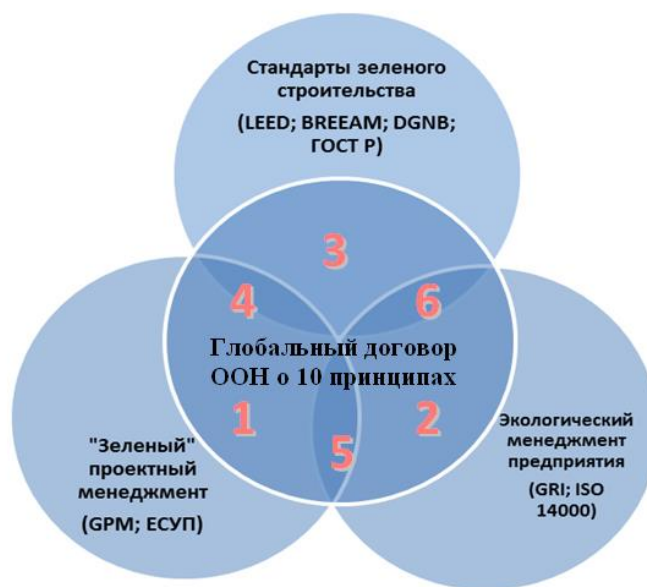 Стандарты зеленого
строительства
(LEED; BREEAM; DGNB;
ГОСТ Р)
3
4
6
Глобальный договор
ООН о 10 принципах
1
2
5
"Зеленый"
проектный
менеджмент
(GPM; ЕСУП)
Экологический
менеджмент
предприятия
(GRI; ISO
14000)